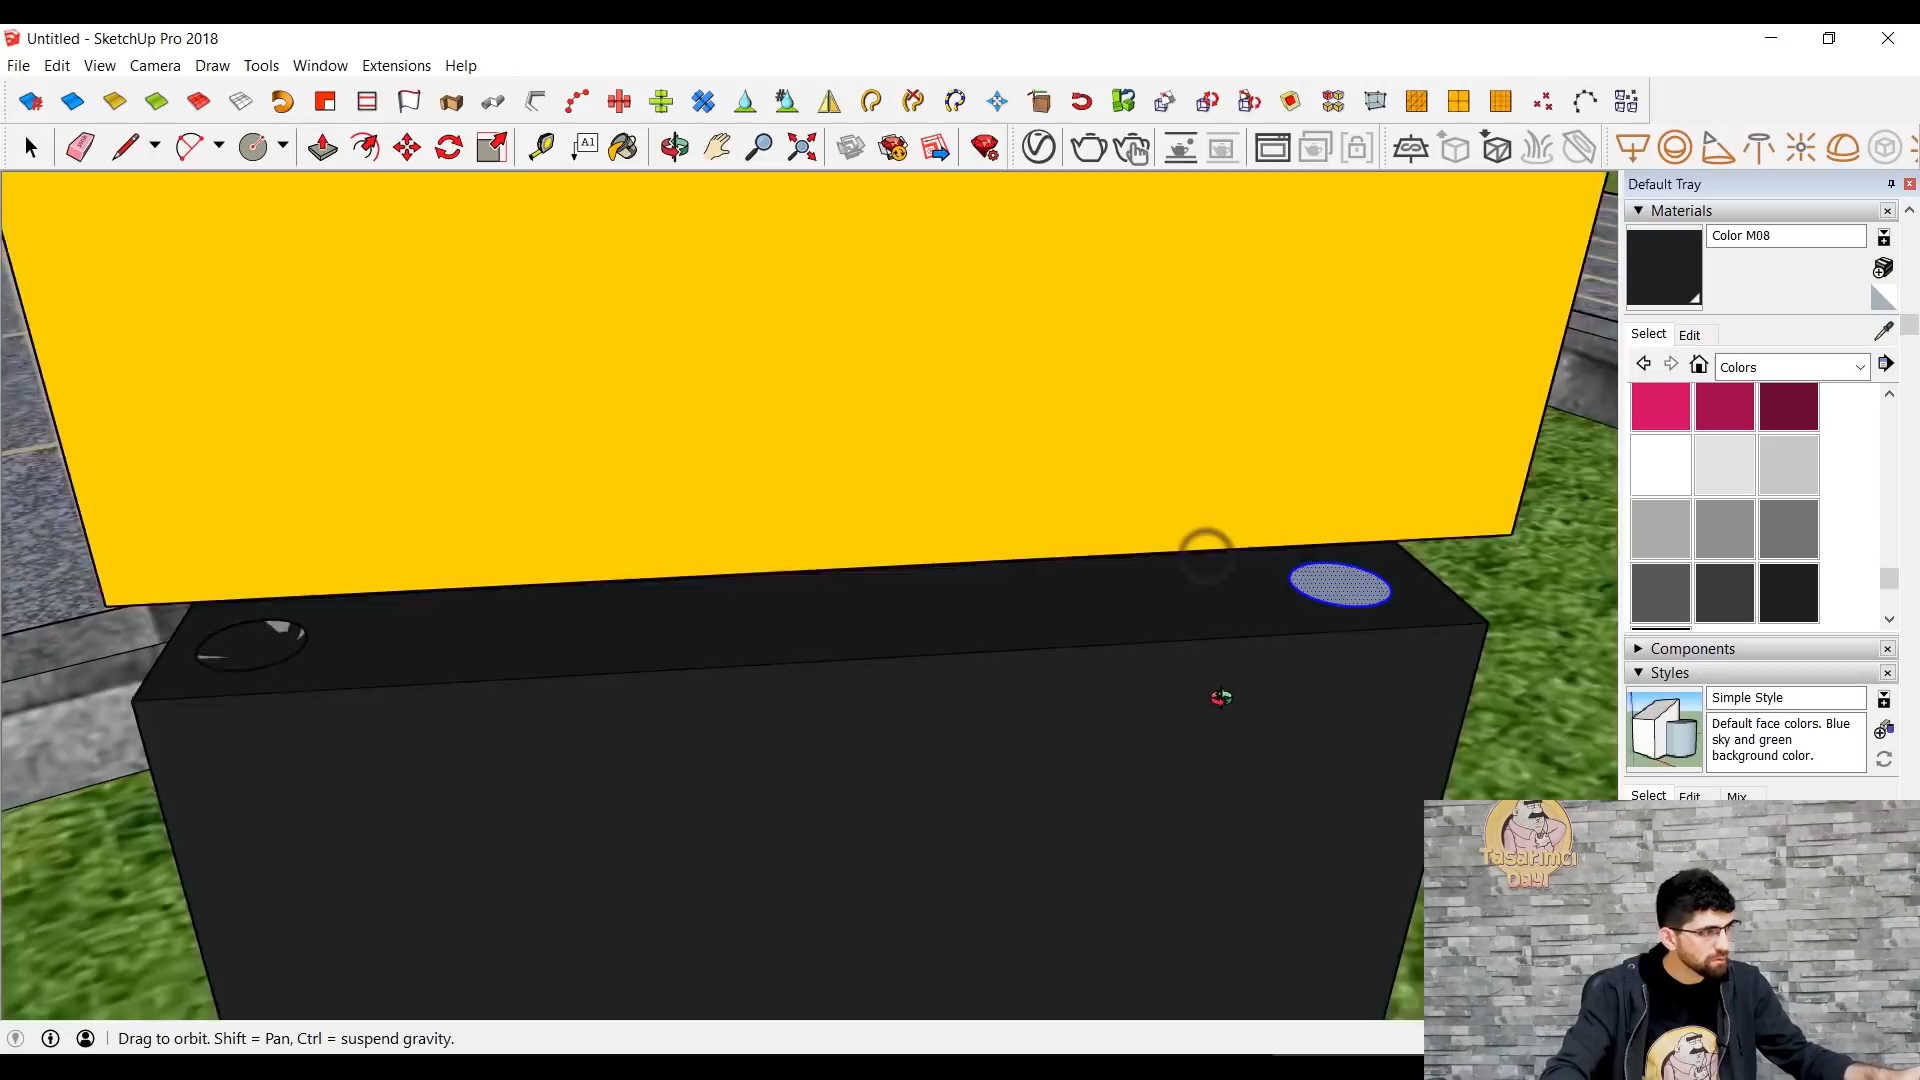 Untitled - SketchUp Pro 2018
File Edit View Camera Draw Tools Window Extensions Help
A1
Default Tray
Materials
Color M08
Select Edit
Colors
Components
Styles
Simple Style
Default face colors. Blue
sky and green
background color.
Select Edit Mix
Tasarımcı
Dayı
Drag to orbit. Shift = Pan, Ctrl = suspend gravity.